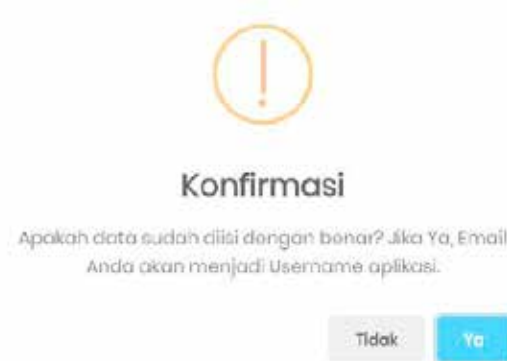 Konfirmasi
Apakah data sudah diisi dengan benar? Jika Ya, Email
Anda akan menjadi Username aplikasi.
Tidak
Ya